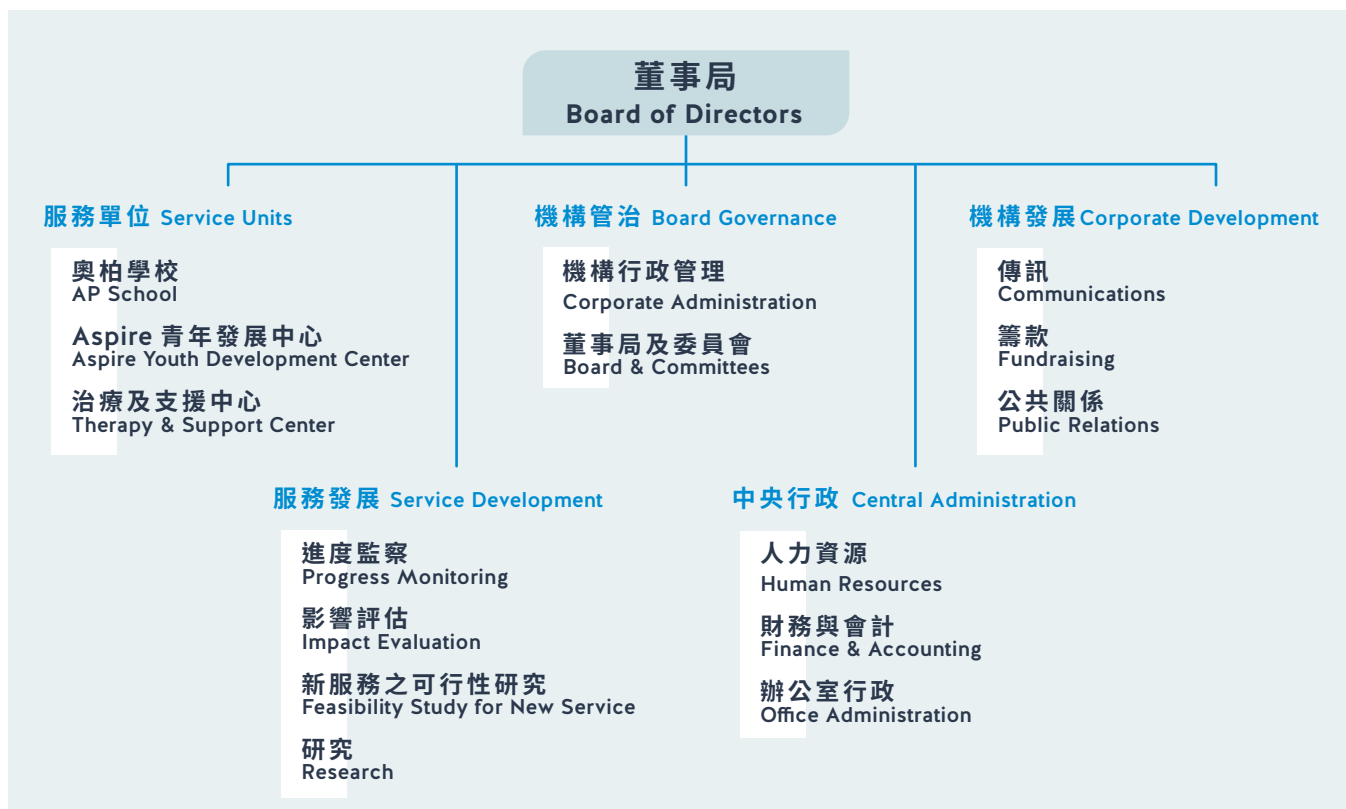 董事局
Board of Directors
服務單位 Service Units
奧柏學校
AP School
Aspire 青年發展中心
Aspire Youth Development Center
治療及支援中心
Therapy & Support Center
機構管治 Board Governance
機構行政管理
Corporate Administration
董事局及委員會
Board & Committees
機構發展 Corporate Development
傳訊
Communications
籌款
Fundraising
公共關係
Public Relations
服務發展 Service Development
進度監察
Progress Monitoring
影響評估
Impact Evaluation
新服務之可行性研究
Feasibility Study for New Service
研究
Research
中央行政 Central Administration
人力資源
Human Resources
財務與會計
Finance & Accounting
辦公室行政
Office Administration